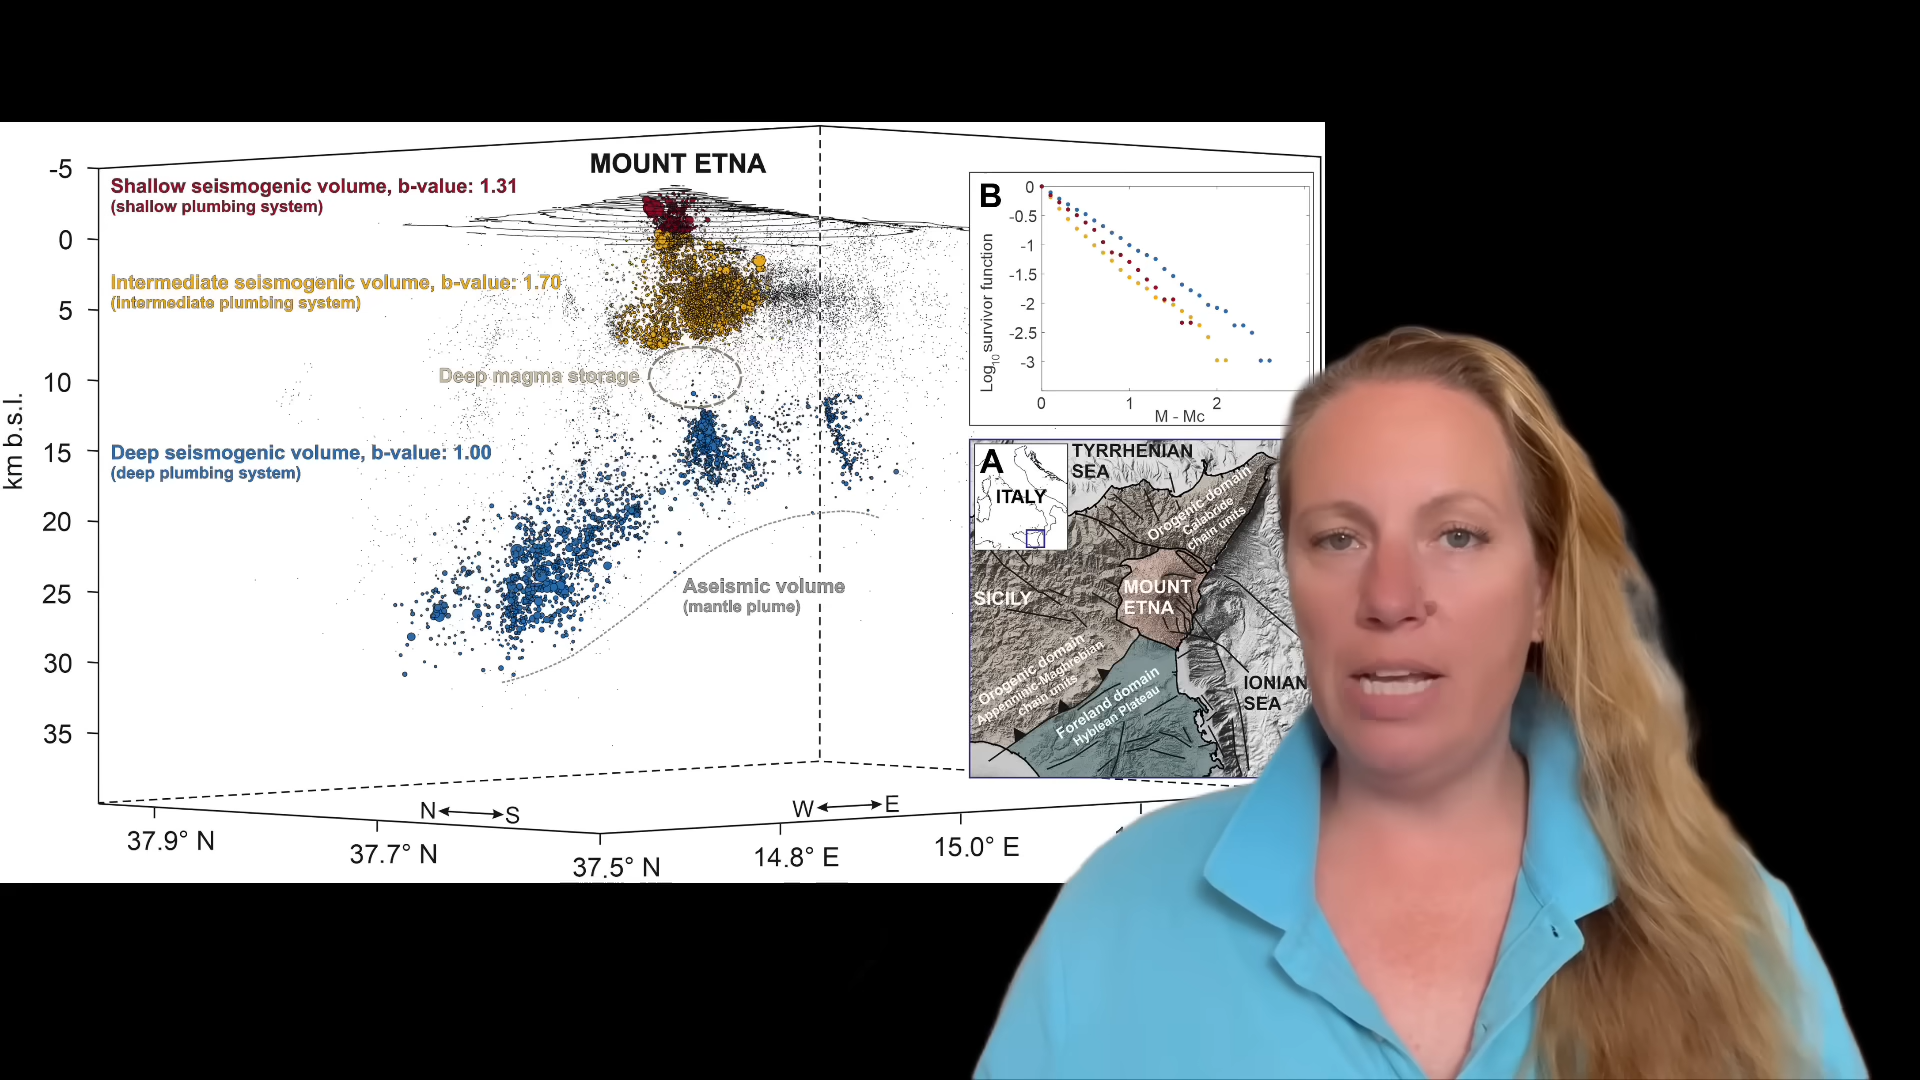 MOUNT ETNA
-5
0
5
10
15
20
25
30
35
km b.s.l.
Shallow seismogenic volume, b-value: 1.31
(shallow plumbing system)
Intermediate seismogenic volume, b-value: 1.70
(intermediate plumbing system)
Deep magma storage
Deep seismogenic volume, b-value: 1.00
(deep plumbing system)
Aseismic volume
(mantle plume)
N
S
W
E
37.9° N
37.7° N
37.5° N
14.8° E
15.0° E
B
0
-0.5
-1
-1.5
-2
-2.5
-3
Log10 survivor function
0
1
2
M - Mc
A
ITALY
TYRRHENIAN
SEA
Orogenic domain
Calabride
chain units
MOUNT
ETNA
SICILY
Orogenic domain
Appenninic-Maghrebian
chain units
Foreland domain
Hyblean Plateau
IONIAN
SEA